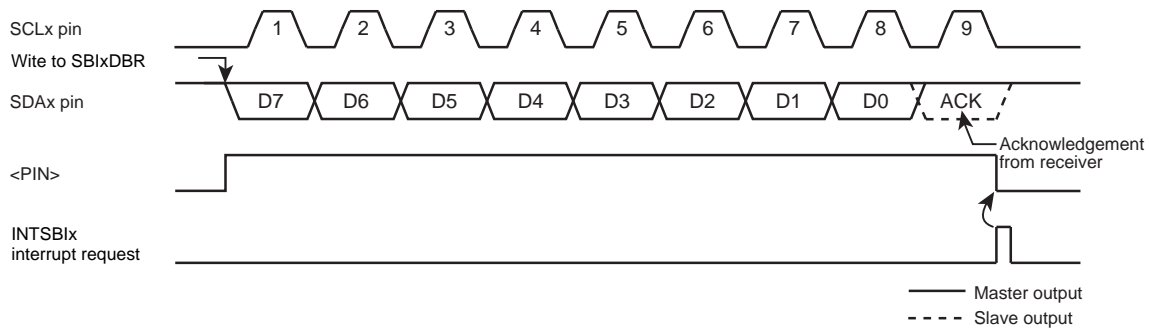 SCLx pin
1 2 3 4 5 6 7 8 9
Wite to SBIxDBR
SDAx pin
D7 D6 D5 D4 D3 D2 D1 D0 ACK
Acknowledgement
from receiver
<PIN>
INTSBIx
interrupt request
Master output
Slave output